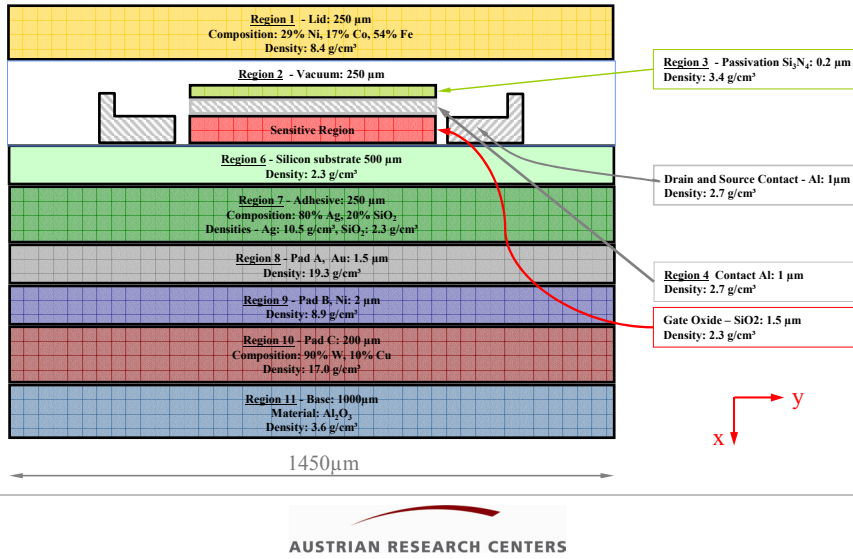 Region 1 - Lid: 250 µm
Composition: 29% Ni, 17% Co, 54% Fe
Density: 8.4 g/cm³
Region 2 - Vacuum: 250 µm
Sensitive Region
Region 6 - Silicon substrate 500 µm
Density: 2.3 g/cm³
Region 7 - Adhesive: 250 µm
Composition: 80% Ag, 20% SiO₂
Densities - Ag: 10.5 g/cm³, SiO₂: 2.3 g/cm³
Region 8 - Pad A, Au: 1.5 µm
Density: 19.3 g/cm³
Region 9 - Pad B, Ni: 2 µm
Density: 8.9 g/cm³
Region 10 - Pad C: 200 µm
Composition: 90% W, 10% Cu
Density: 17.0 g/cm³
Region 11 - Base: 1000µm
Material: Al₂O₃
Density: 3.6 g/cm³
1450µm
Region 3 - Passivation Si₃N₄: 0.2 µm
Density: 3.4 g/cm³
Drain and Source Contact - Al: 1µm
Density: 2.7 g/cm³
Region 4 Contact Al: 1 µm
Density: 2.7 g/cm³
Gate Oxide – SiO2: 1.5 µm
Density: 2.3 g/cm³
y
x
AUSTRIAN RESEARCH CENTERS